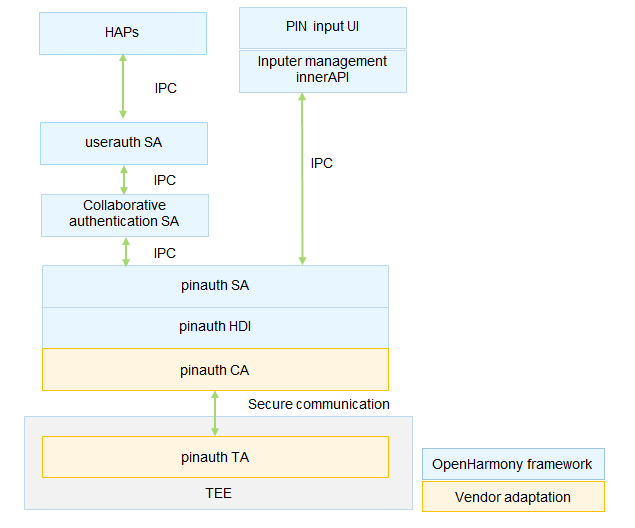 HAPs
PIN input UI
Inputer management
innerAPI
IPC
userauth SA
IPC
IPC
Collaborative
authentication SA
IPC
pinauth SA
pinauth HDI
pinauth CA
Secure communication
pinauth TA
TEE
OpenHarmony framework
Vendor adaptation